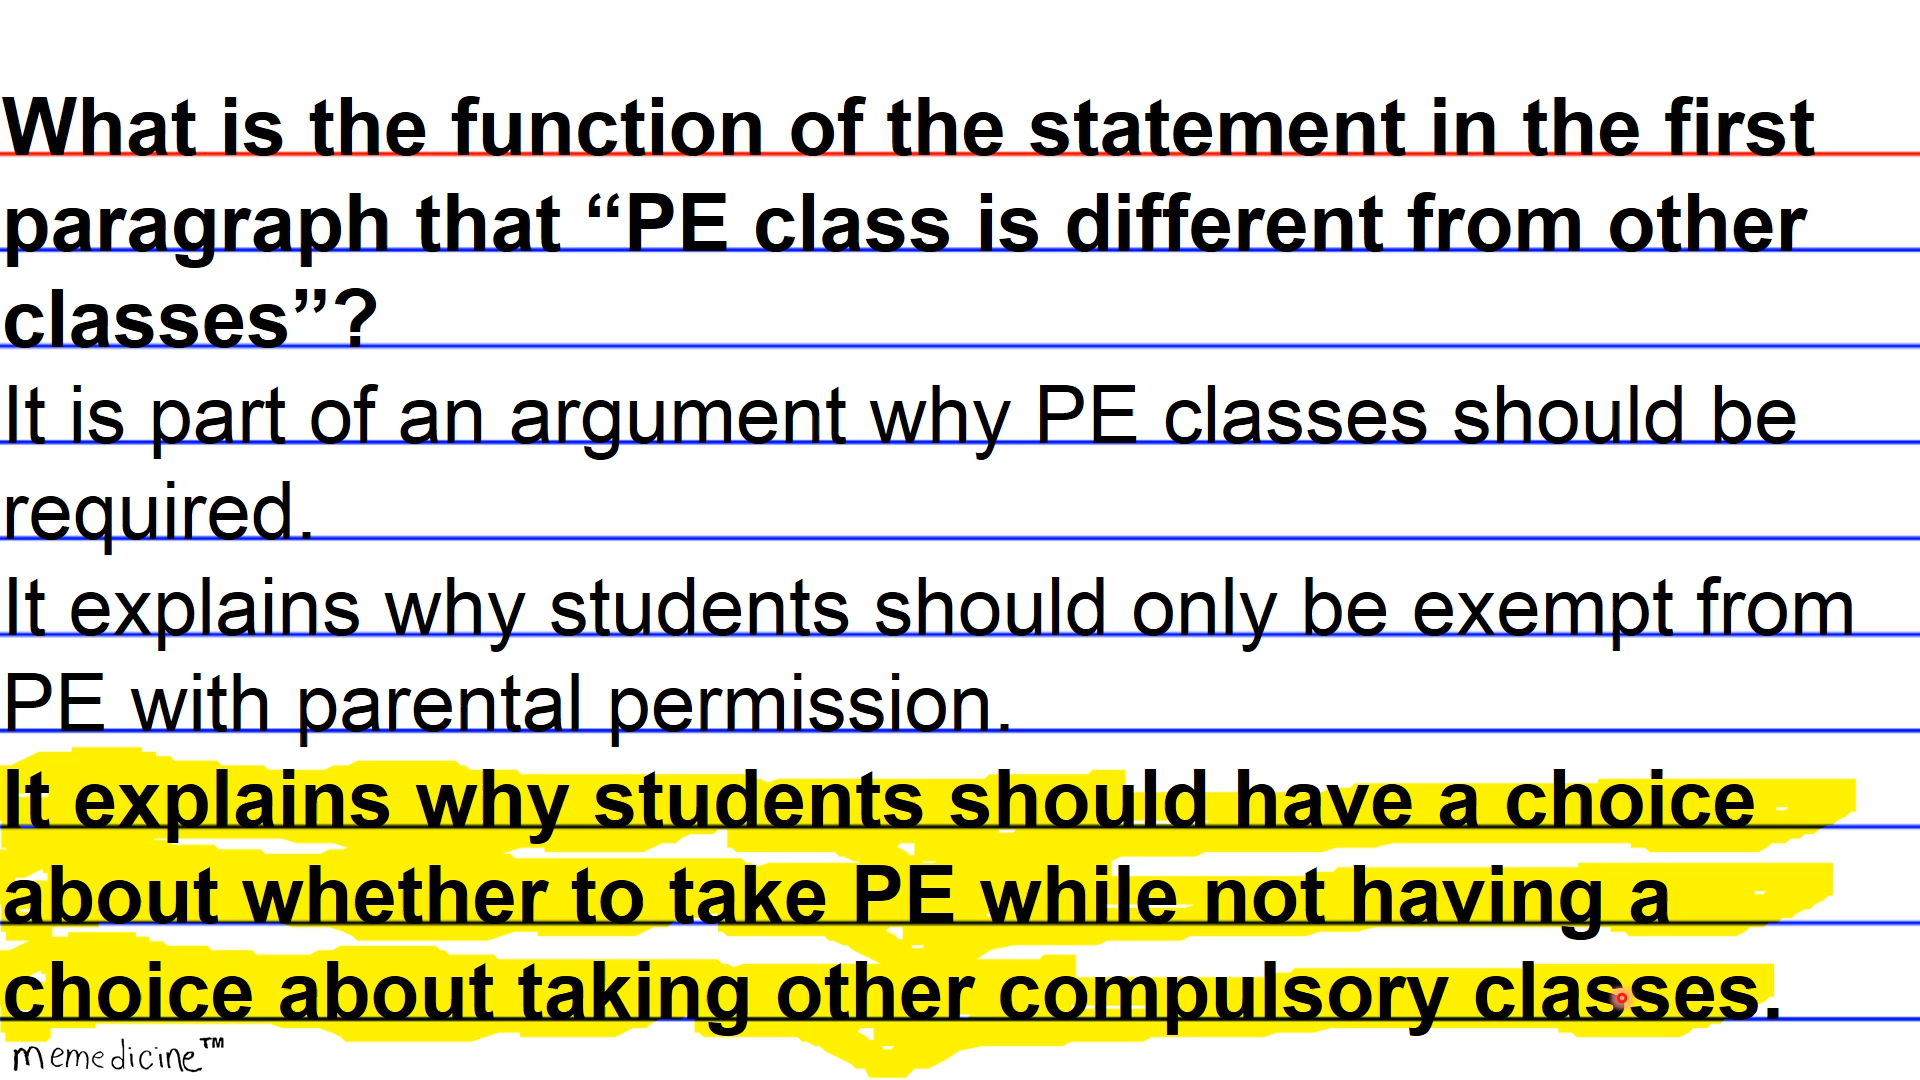 What is the function of the statement in the first
paragraph that “PE class is different from other
classes”?
It is part of an argument why PE classes should be
required.
It explains why students should only be exempt from
PE with parental permission.
It explains why students should have a choice
about whether to take PE while not having a
choice about taking other compulsory classes.
memedicine™